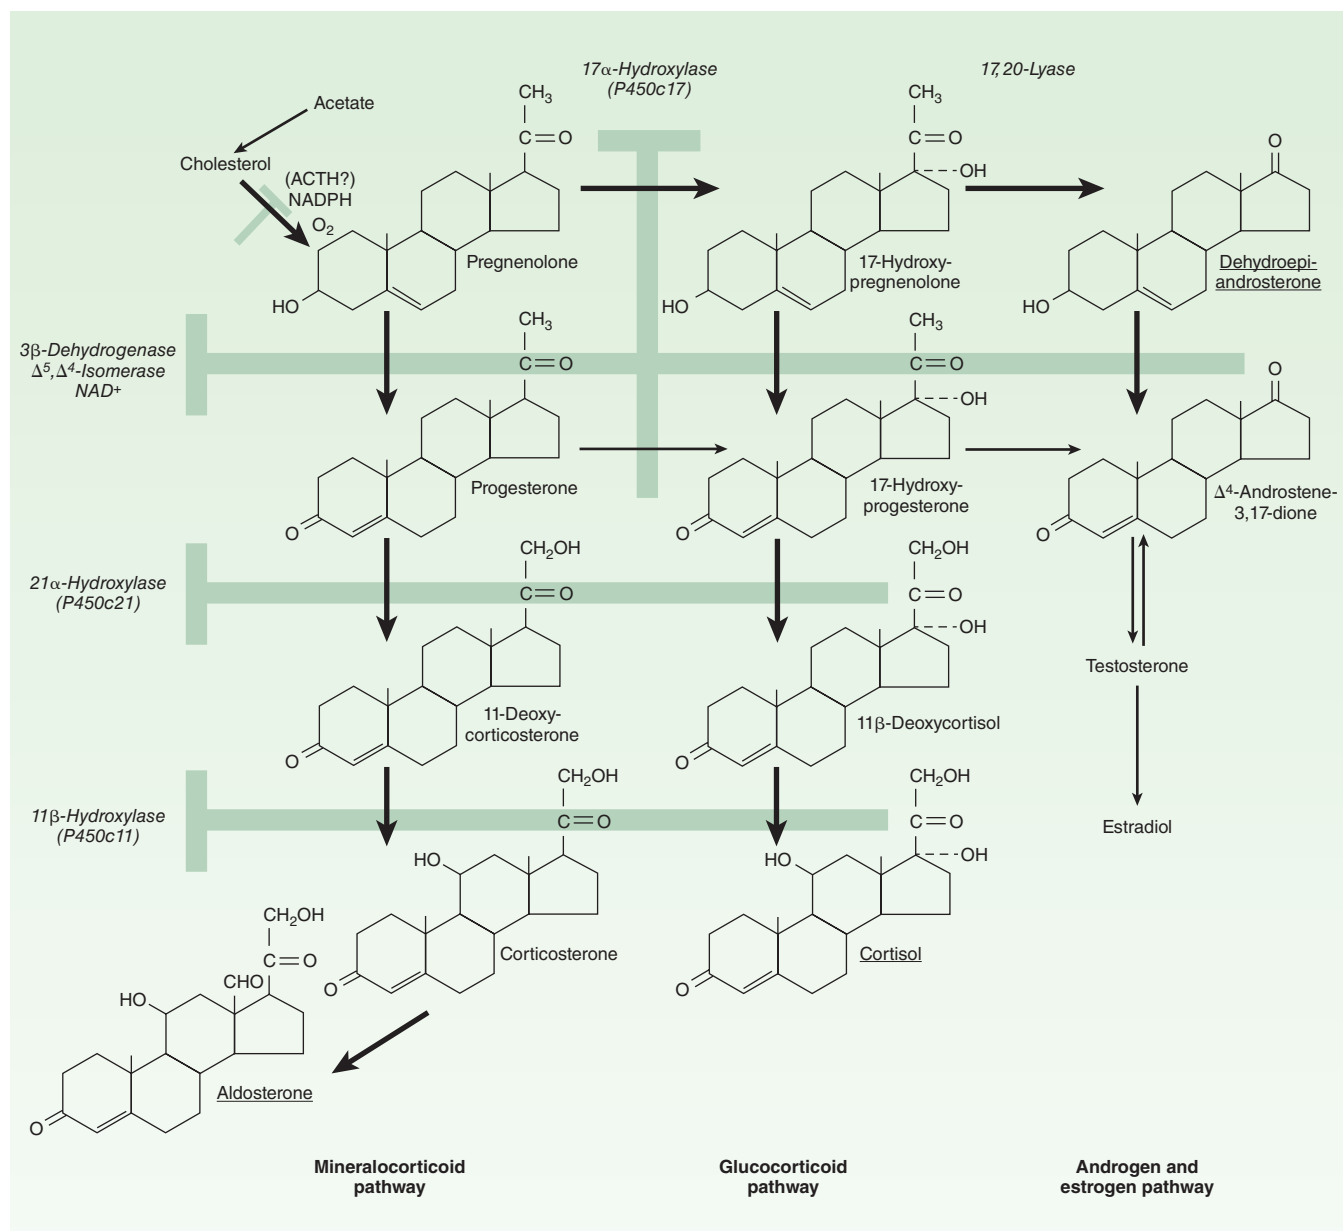 17α-Hydroxylase
(P450c17)
17,20-Lyase
Acetate
Cholesterol
(ACTH?)
NADPH
O2
CH3
C=O
HO
Pregnenolone
CH3
C=O
OH
HO
17-Hydroxy-
pregnenolone
O
HO
Dehydroepi-
androsterone
3β-Dehydrogenase
Δ5,Δ4-Isomerase
NAD+
CH3
C=O
O
Progesterone
CH3
C=O
OH
O
17-Hydroxy-
progesterone
O
O
Δ4-Androstene-
3,17-dione
21α-Hydroxylase
(P450c21)
CH2OH
C=O
O
11-Deoxy-
corticosterone
CH2OH
C=O
OH
O
11β-Deoxycortisol
Testosterone
11β-Hydroxylase
(P450c11)
CH2OH
C=O
HO
O
Corticosterone
CH2OH
C=O
OH
HO
O
Cortisol
Estradiol
CH2OH
C=O
CHO
HO
O
Aldosterone
Mineralocorticoid
pathway
Glucocorticoid
pathway
Androgen and
estrogen pathway